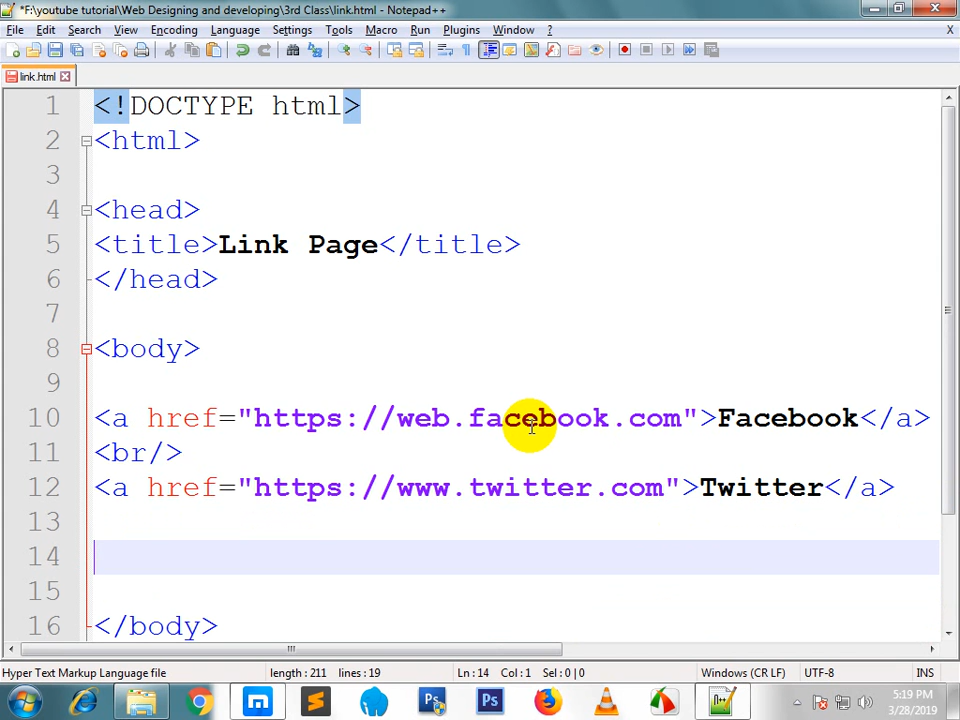 *F:\youtube tutorial\Web Designing and developing\3rd Class\link.html - Notepad++
File Edit Search View Encoding Language Settings Tools Macro Run Plugins Window ? X
link.html
1 <!DOCTYPE html>
2 <html>
3
4 <head>
5 <title>Link Page</title>
6 </head>
7
8 <body>
9
10 <a href="https://web.facebook.com">Facebook</a>
11 <br/>
12 <a href="https://www.twitter.com">Twitter</a>
13
14
15
16 </body>
Hyper Text Markup Language file length : 211 lines : 19 Ln : 14 Col : 1 Sel : 0 | 0 Windows (CR LF) UTF-8 INS
Ps
5:19 PM
3/28/2019